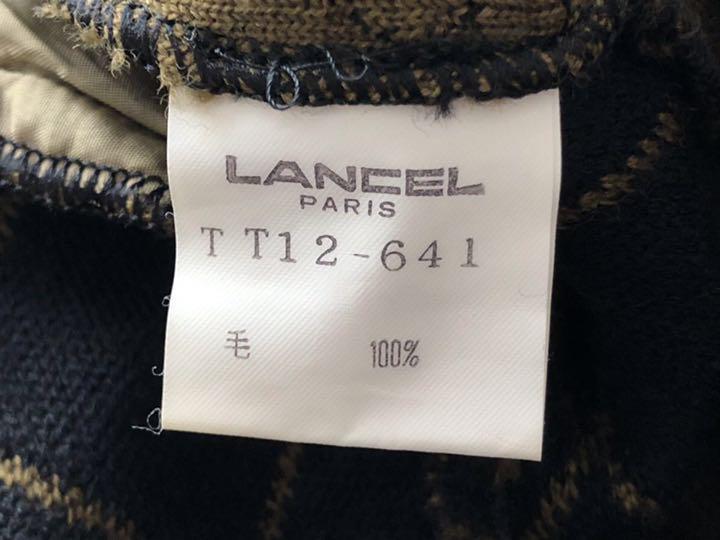 LANCEL
PARIS
TT12-641
毛 100%